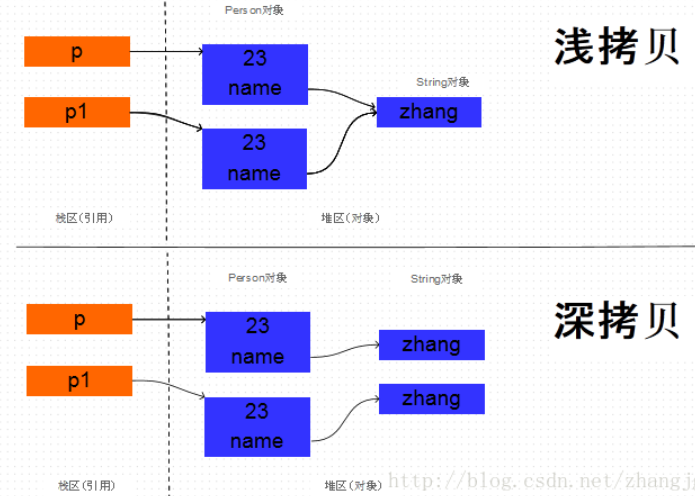 Person对象
浅拷贝
p
23
name
String对象
zhang
p1
23
name
栈区(引用)
堆区(对象)
Person对象
String对象
深拷贝
p
23
name
zhang
p1
zhang
23
name
栈区(引用)
堆区(对象)
http://blog.csdn.net/zhangj